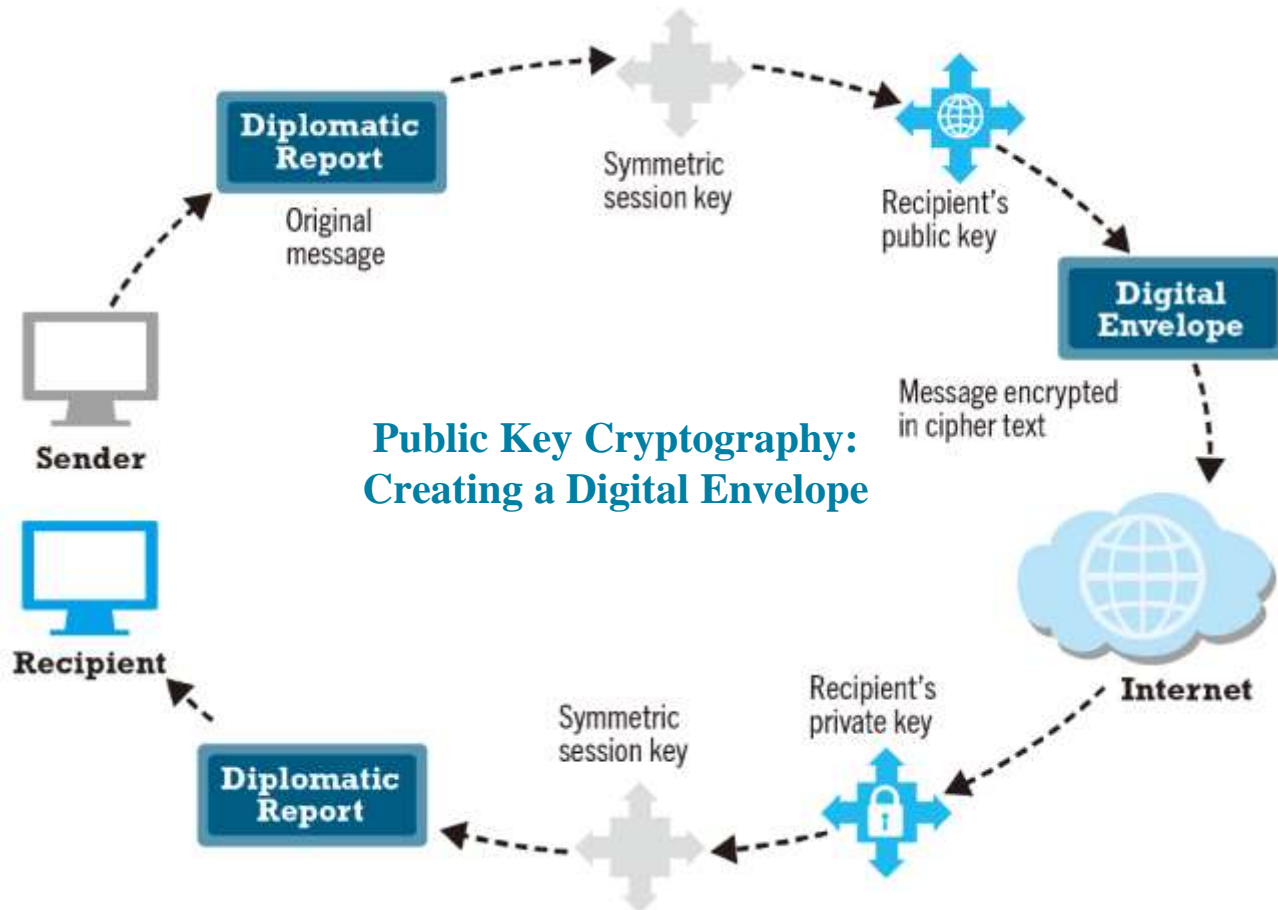 Diplomatic
Report
Original
message
Symmetric
session key
Recipient's
public key
Digital
Envelope
Message encrypted
in cipher text
Sender
Public Key Cryptography:
Creating a Digital Envelope
Recipient
Internet
Recipient's
private key
Symmetric
session key
Diplomatic
Report